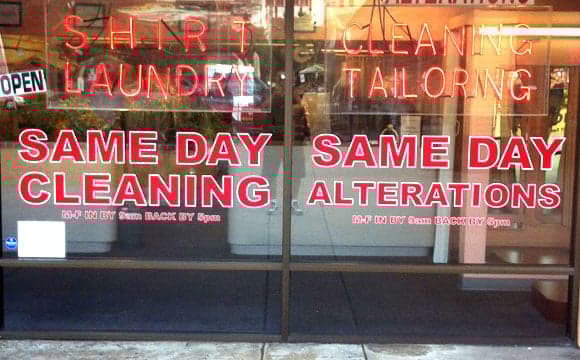 ALTERATIONS
SHIRT
LAUNDRY
CLEANING
TAILORING
OPEN
SAME DAY
CLEANING
M-F IN BY 9am BACK BY 5pm
SAME DAY
ALTERATIONS
M-F IN BY 9am BACK BY 5pm